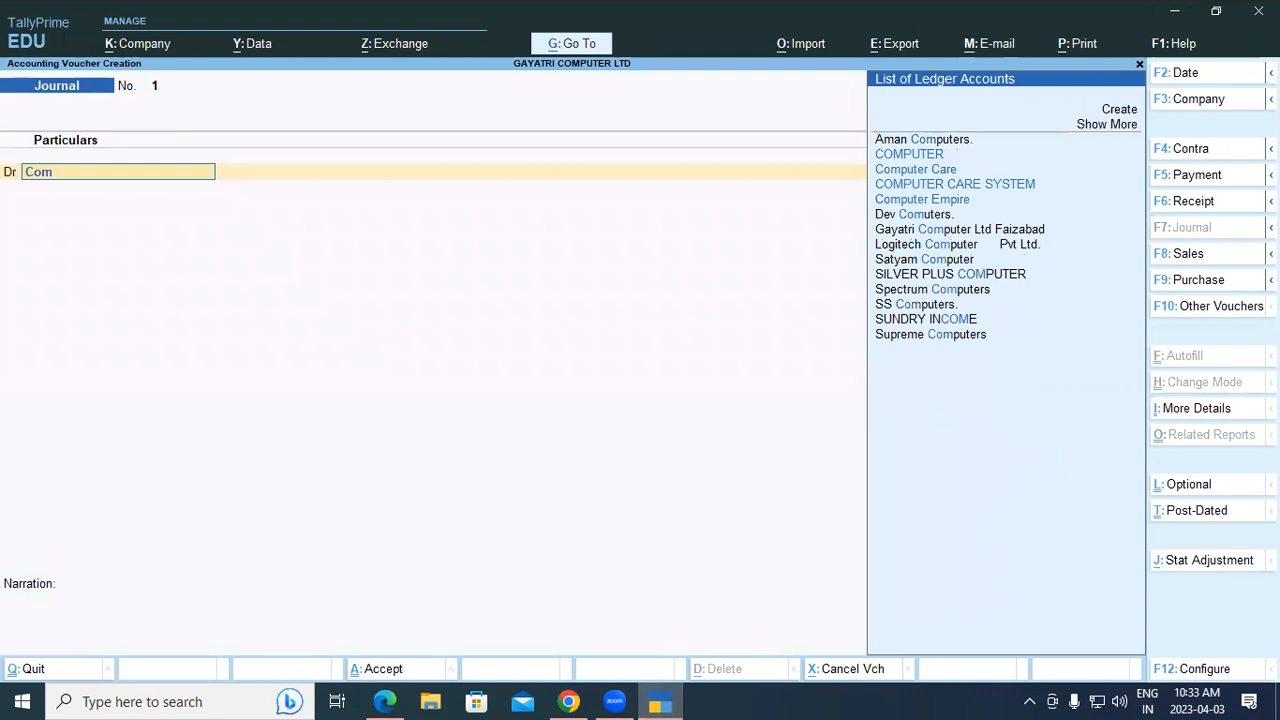 TallyPrime
EDU
MANAGE
K: Company
Y: Data
Z: Exchange
G: Go To
O: Import
E: Export
M: E-mail
P: Print
F1: Help
Accounting Voucher Creation
GAYATRI COMPUTER LTD
Journal No. 1
Particulars
Dr Com
Narration:
List of Ledger Accounts
Create
Show More
Aman Computers.
COMPUTER
Computer Care
COMPUTER CARE SYSTEM
Computer Empire
Dev Comuters.
Gayatri Computer Ltd Faizabad
Logitech Computer Pvt Ltd.
Satyam Computer
SILVER PLUS COMPUTER
Spectrum Computers
SS Computers.
SUNDRY INCOME
Supreme Computers
F2: Date
F3: Company
F4: Contra
F5: Payment
F6: Receipt
F7: Journal
F8: Sales
F9: Purchase
F10: Other Vouchers
F: Autofill
H: Change Mode
I: More Details
O: Related Reports
L: Optional
T: Post-Dated
J: Stat Adjustment
Q: Quit
A: Accept
D: Delete
X: Cancel Vch
F12: Configure
Type here to search
zoom
ENG
IN
10:33 AM
2023-04-03